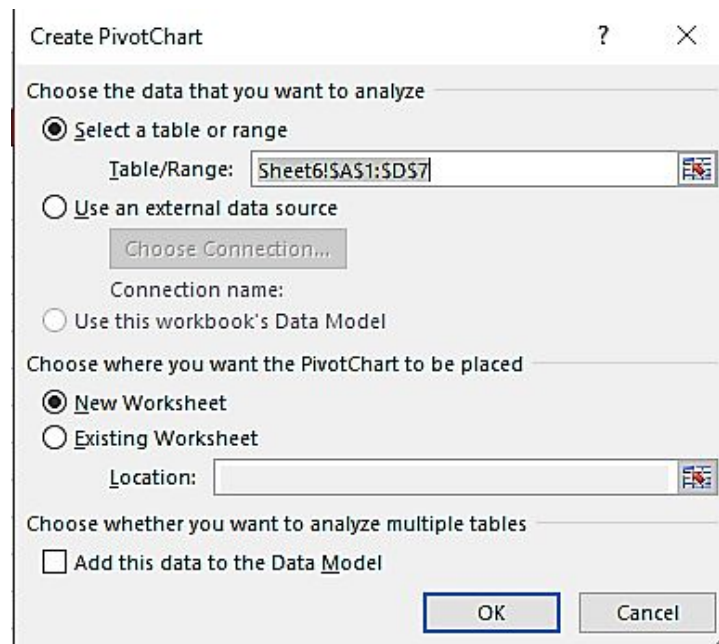 Create PivotChart ? ×
Choose the data that you want to analyze
Select a table or range
Table/Range: Sheet6!$A$1:$D$7
Use an external data source
Choose Connection...
Connection name:
Use this workbook's Data Model
Choose where you want the PivotChart to be placed
New Worksheet
Existing Worksheet
Location:
Choose whether you want to analyze multiple tables
Add this data to the Data Model
OK Cancel